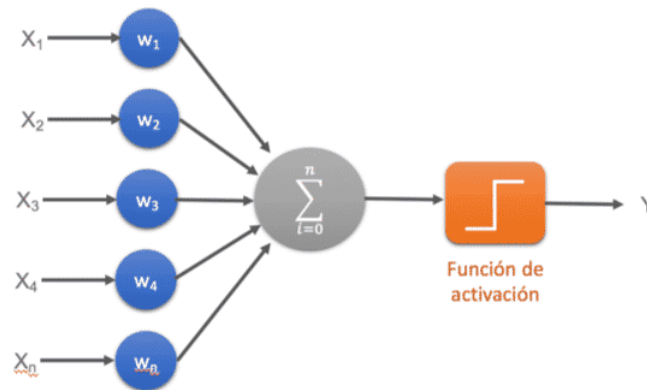 X₁ w₁
X₂ w₂
X₃ w₃
X₄ w₄
Xₙ wₙ
n
∑
i=0
Y
Función de
activación